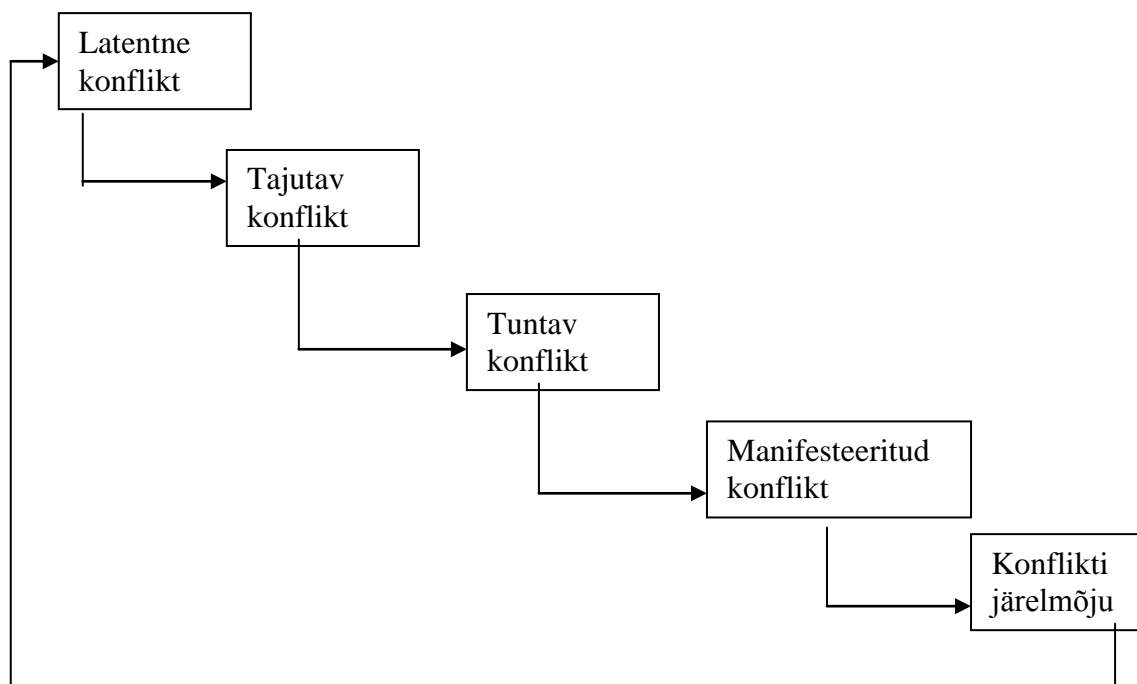 Latentne
konflikt
Tajutav
konflikt
Tuntav
konflikt
Manifesteeritud
konflikt
Konflikti
järelmõju